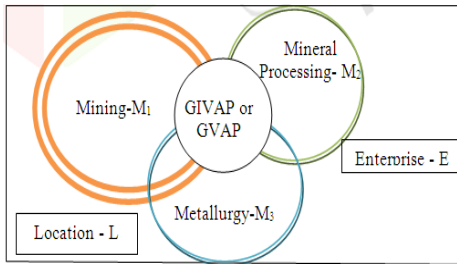 Mineral
Processing- M2
Mining-M1
GIVAP or
GVAP
Enterprise - E
Metallurgy-M3
Location - L